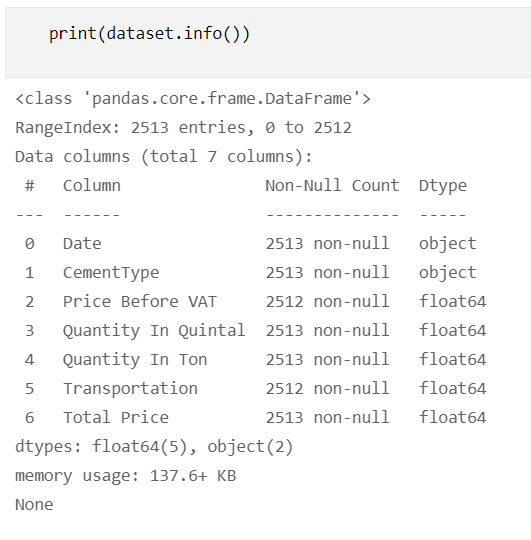 print(dataset.info())
<class 'pandas.core.frame.DataFrame'>
RangeIndex: 2513 entries, 0 to 2512
Data columns (total 7 columns):
 #   Column              Non-Null Count  Dtype
---  ------              --------------  -----
 0   Date                2513 non-null   object
 1   CementType          2513 non-null   object
 2   Price Before VAT    2512 non-null   float64
 3   Quantity In Quintal 2513 non-null   float64
 4   Quantity In Ton     2513 non-null   float64
 5   Transportation      2512 non-null   float64
 6   Total Price         2513 non-null   float64
dtypes: float64(5), object(2)
memory usage: 137.6+ KB
None